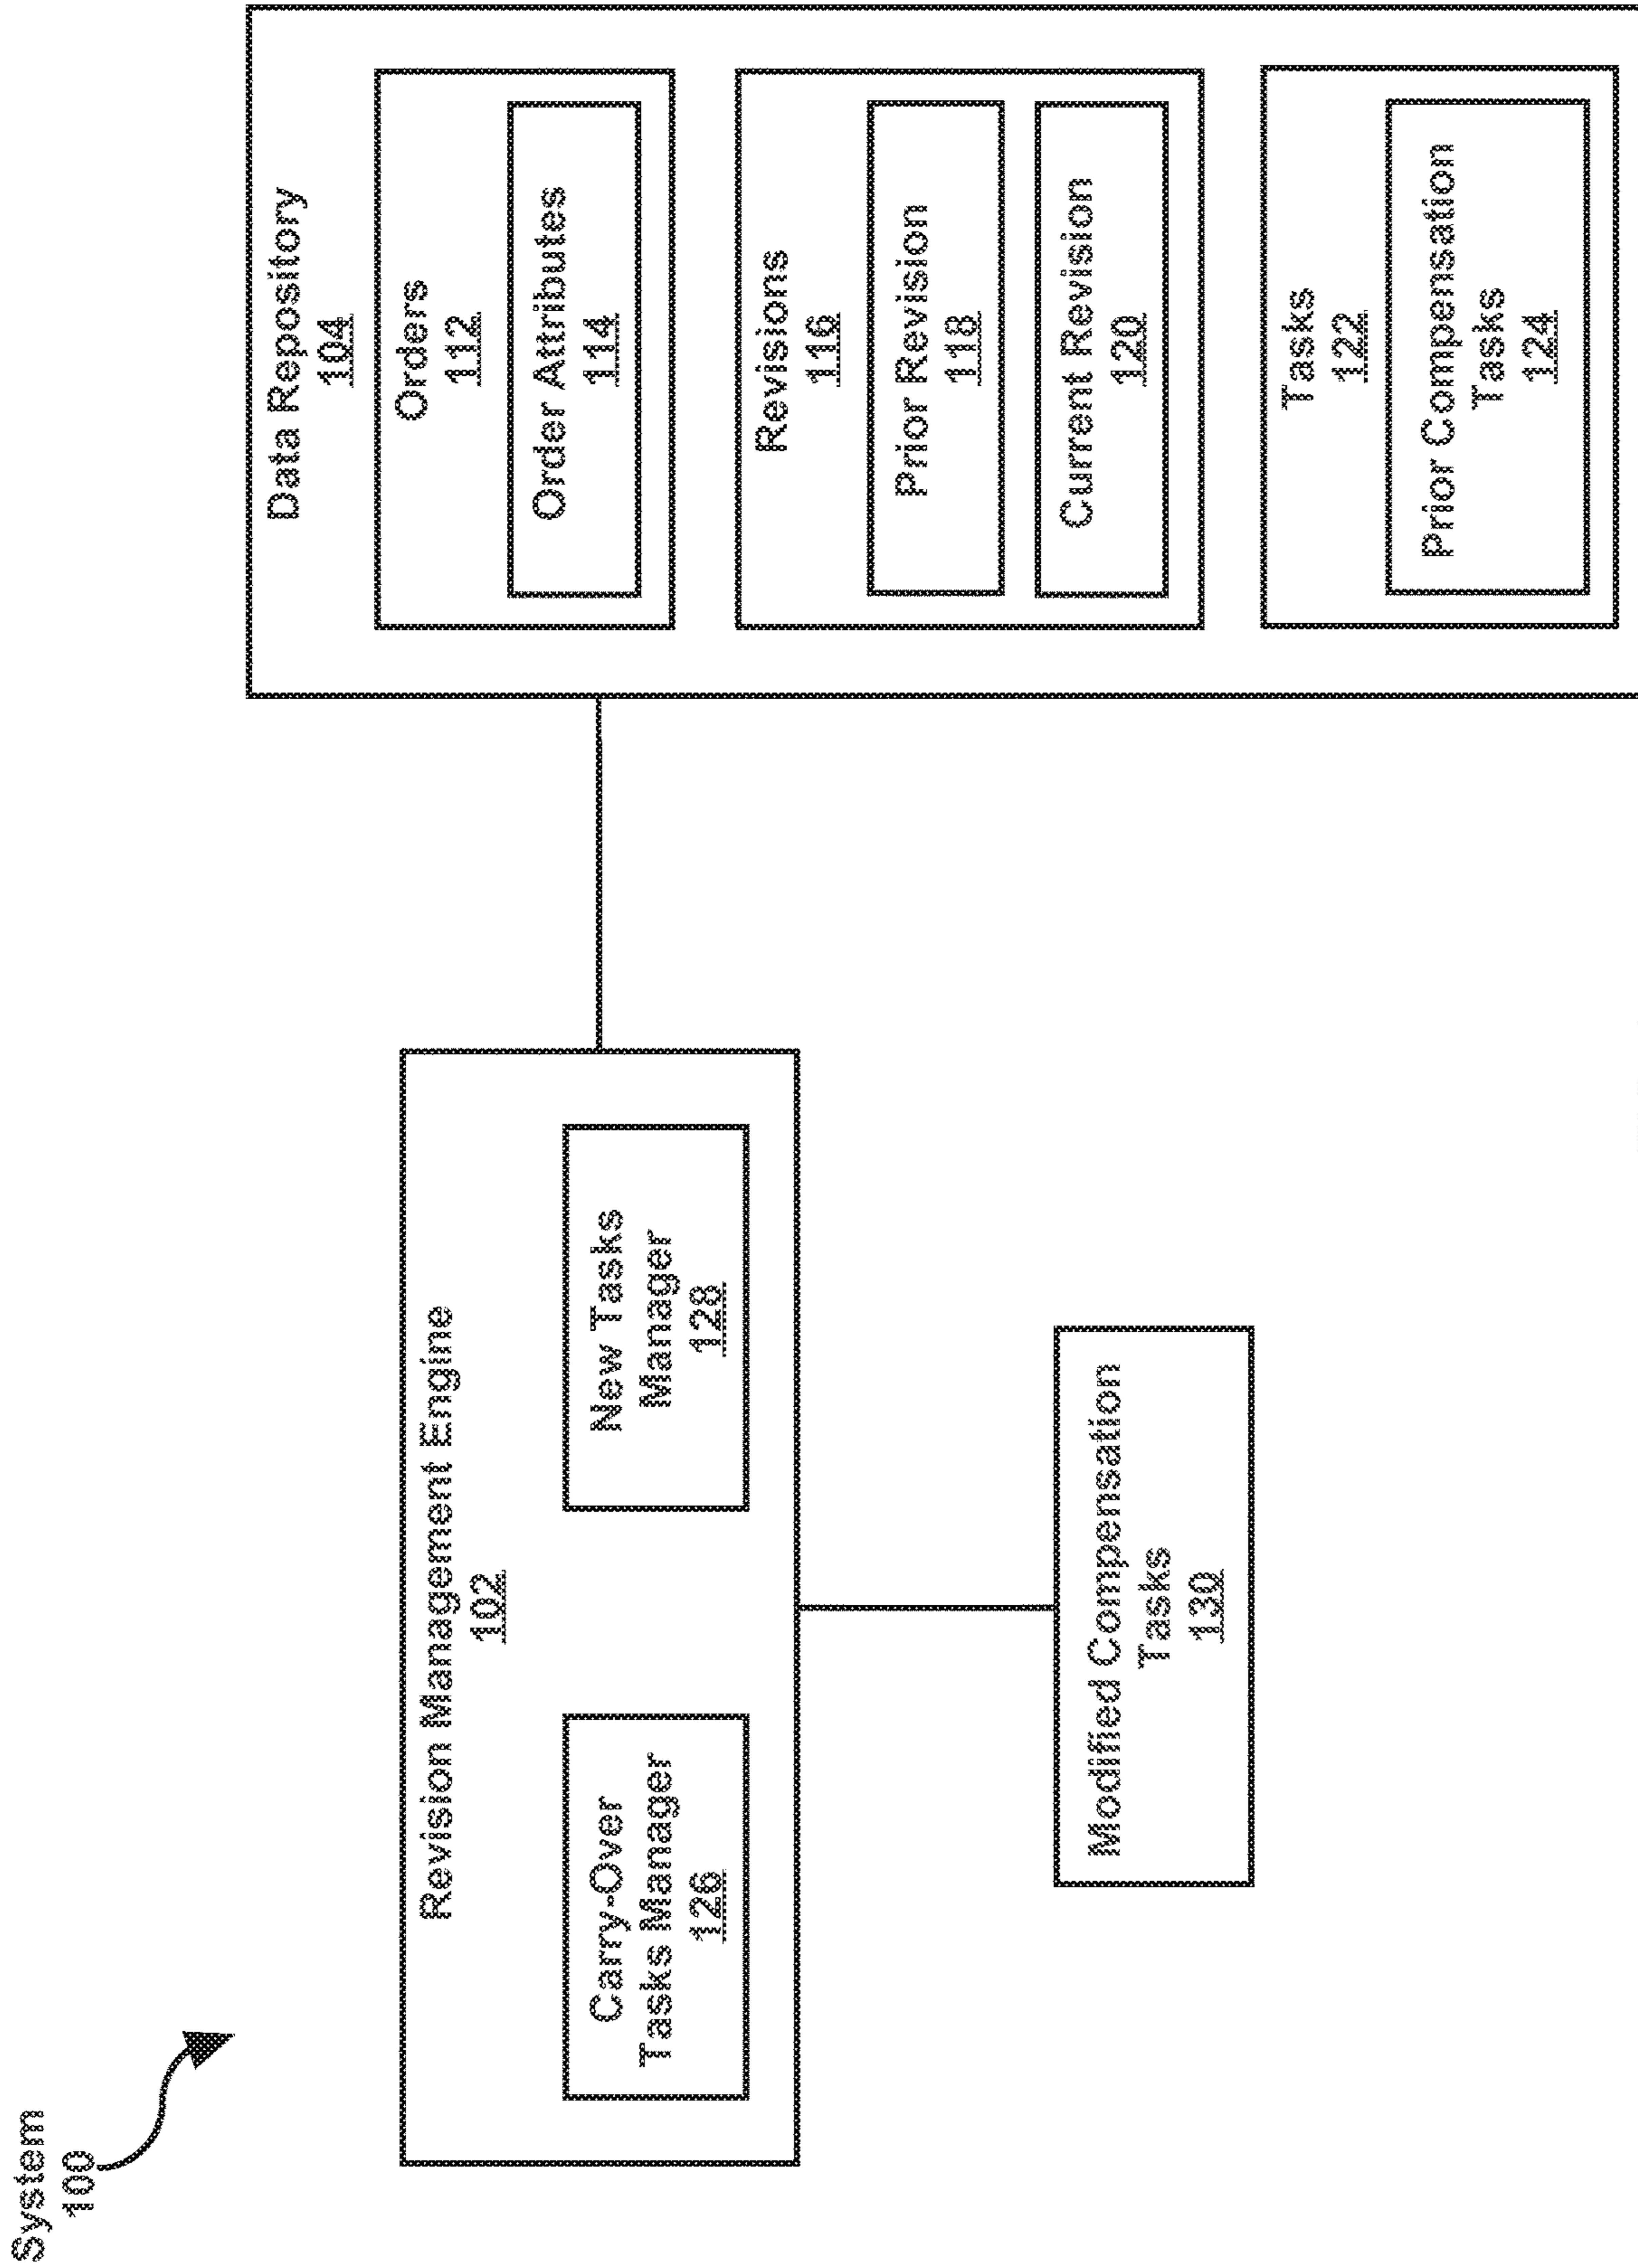 System
100
Revision Management Engine
102
Carry-Over
Tasks Manager
126
New Tasks
Manager
128
Modified Compensation
Tasks
130
Data Repository
104
Orders
112
Order Attributes
114
Revisions
116
Prior Revision
118
Current Revision
120
Tasks
122
Prior Compensation
Tasks
124